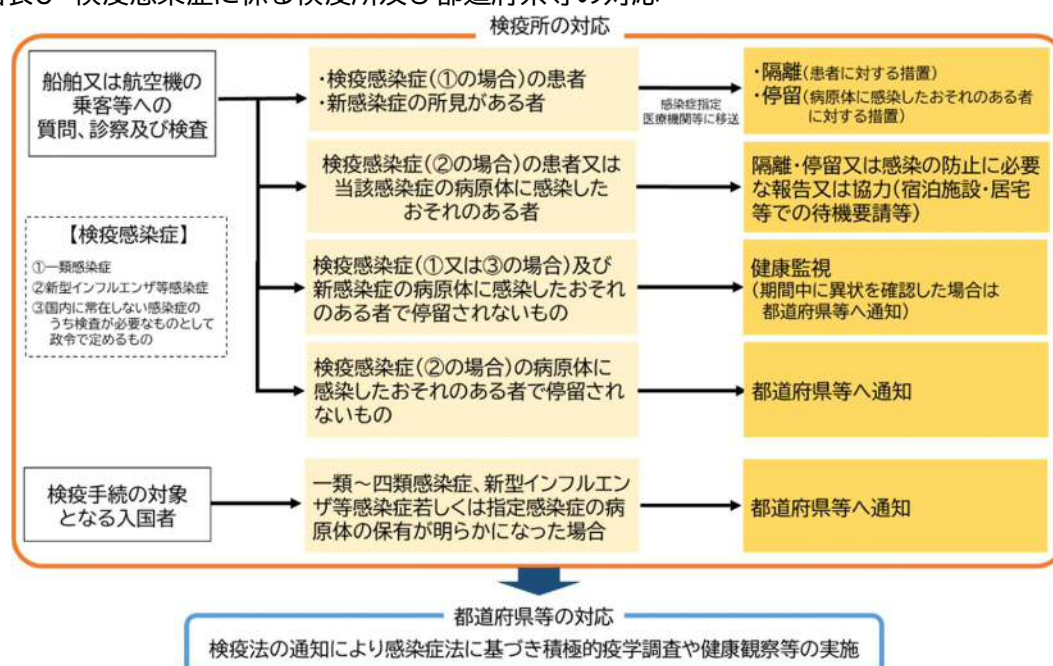 検疫感染症に係る検疫所及び都道府県等の対応
検疫所の対応
船舶又は航空機の
乗客等への
質問、診察及び検査
・検疫感染症(①の場合)の患者
・新感染症の所見がある者
感染症指定
医療機関等に移送
・隔離(患者に対する措置)
・停留(病原体に感染したおそれのある者
に対する措置)
検疫感染症(②の場合)の患者又は
当該感染症の病原体に感染した
おそれのある者
隔離・停留又は感染の防止に必要
な報告又は協力(宿泊施設・居宅
等での待機要請等)
【検疫感染症】
①一類感染症
②新型インフルエンザ等感染症
③国内に常在しない感染症の
うち検査が必要なものとして
政令で定めるもの
検疫感染症(①又は③の場合)及び
新感染症の病原体に感染したおそれ
のある者で停留されないもの
健康監視
(期間中に異状を確認した場合は
都道府県等へ通知)
検疫感染症(②の場合)の病原体に
感染したおそれのある者で停留され
ないもの
都道府県等へ通知
検疫手続の対象
となる入国者
一類~四類感染症、新型インフルエン
ザ等感染症若しくは指定感染症の病
原体の保有が明らかになった場合
都道府県等へ通知
都道府県等の対応
検疫法の通知により感染症法に基づき積極的疫学調査や健康観察等の実施